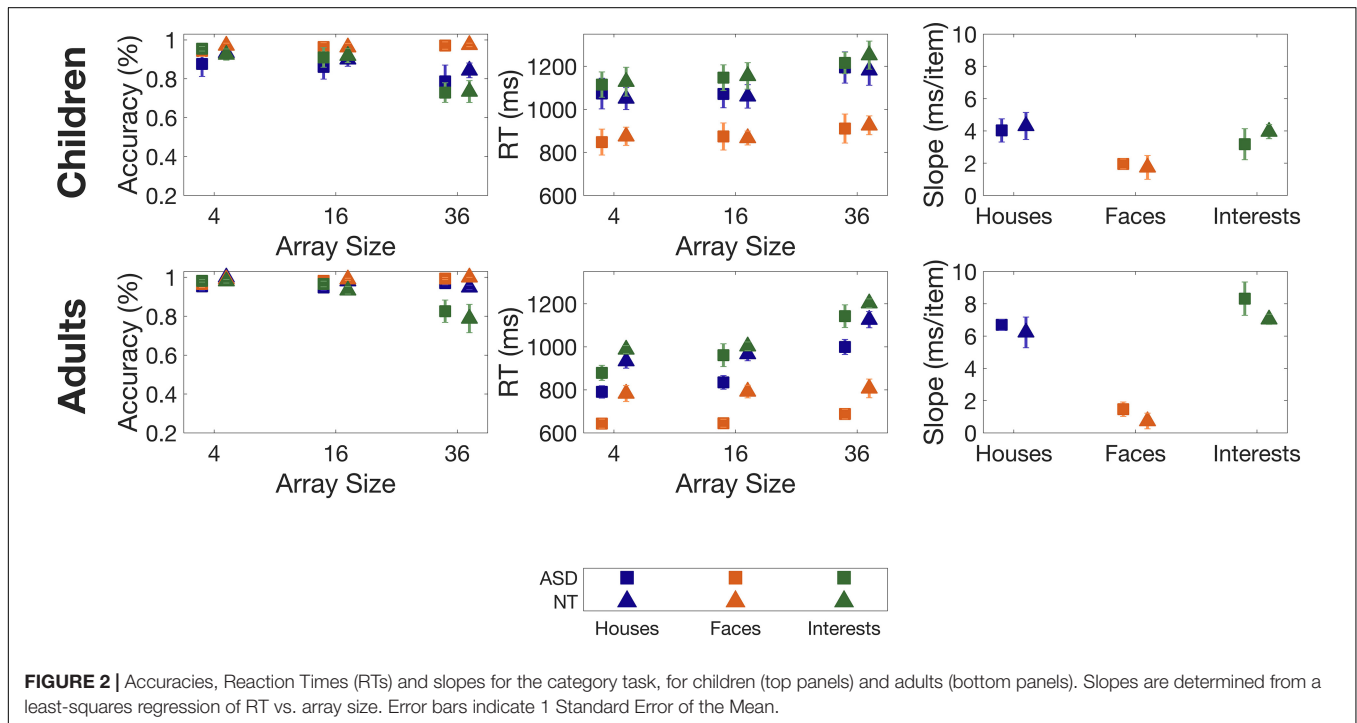 Children
Accuracy (%)
1
0.8
0.6
0.4
0.2
4 16 36
Array Size
RT (ms)
1200
1000
800
600
4 16 36
Array Size
Slope (ms/item)
10
8
6
4
2
0
Houses Faces Interests
Adults
Accuracy (%)
1
0.8
0.6
0.4
0.2
4 16 36
Array Size
RT (ms)
1200
1000
800
600
4 16 36
Array Size
Slope (ms/item)
10
8
6
4
2
0
Houses Faces Interests
ASD
NT
Houses Faces Interests
FIGURE 2 | Accuracies, Reaction Times (RTs) and slopes for the category task, for children (top panels) and adults (bottom panels). Slopes are determined from a
least-squares regression of RT vs. array size. Error bars indicate 1 Standard Error of the Mean.